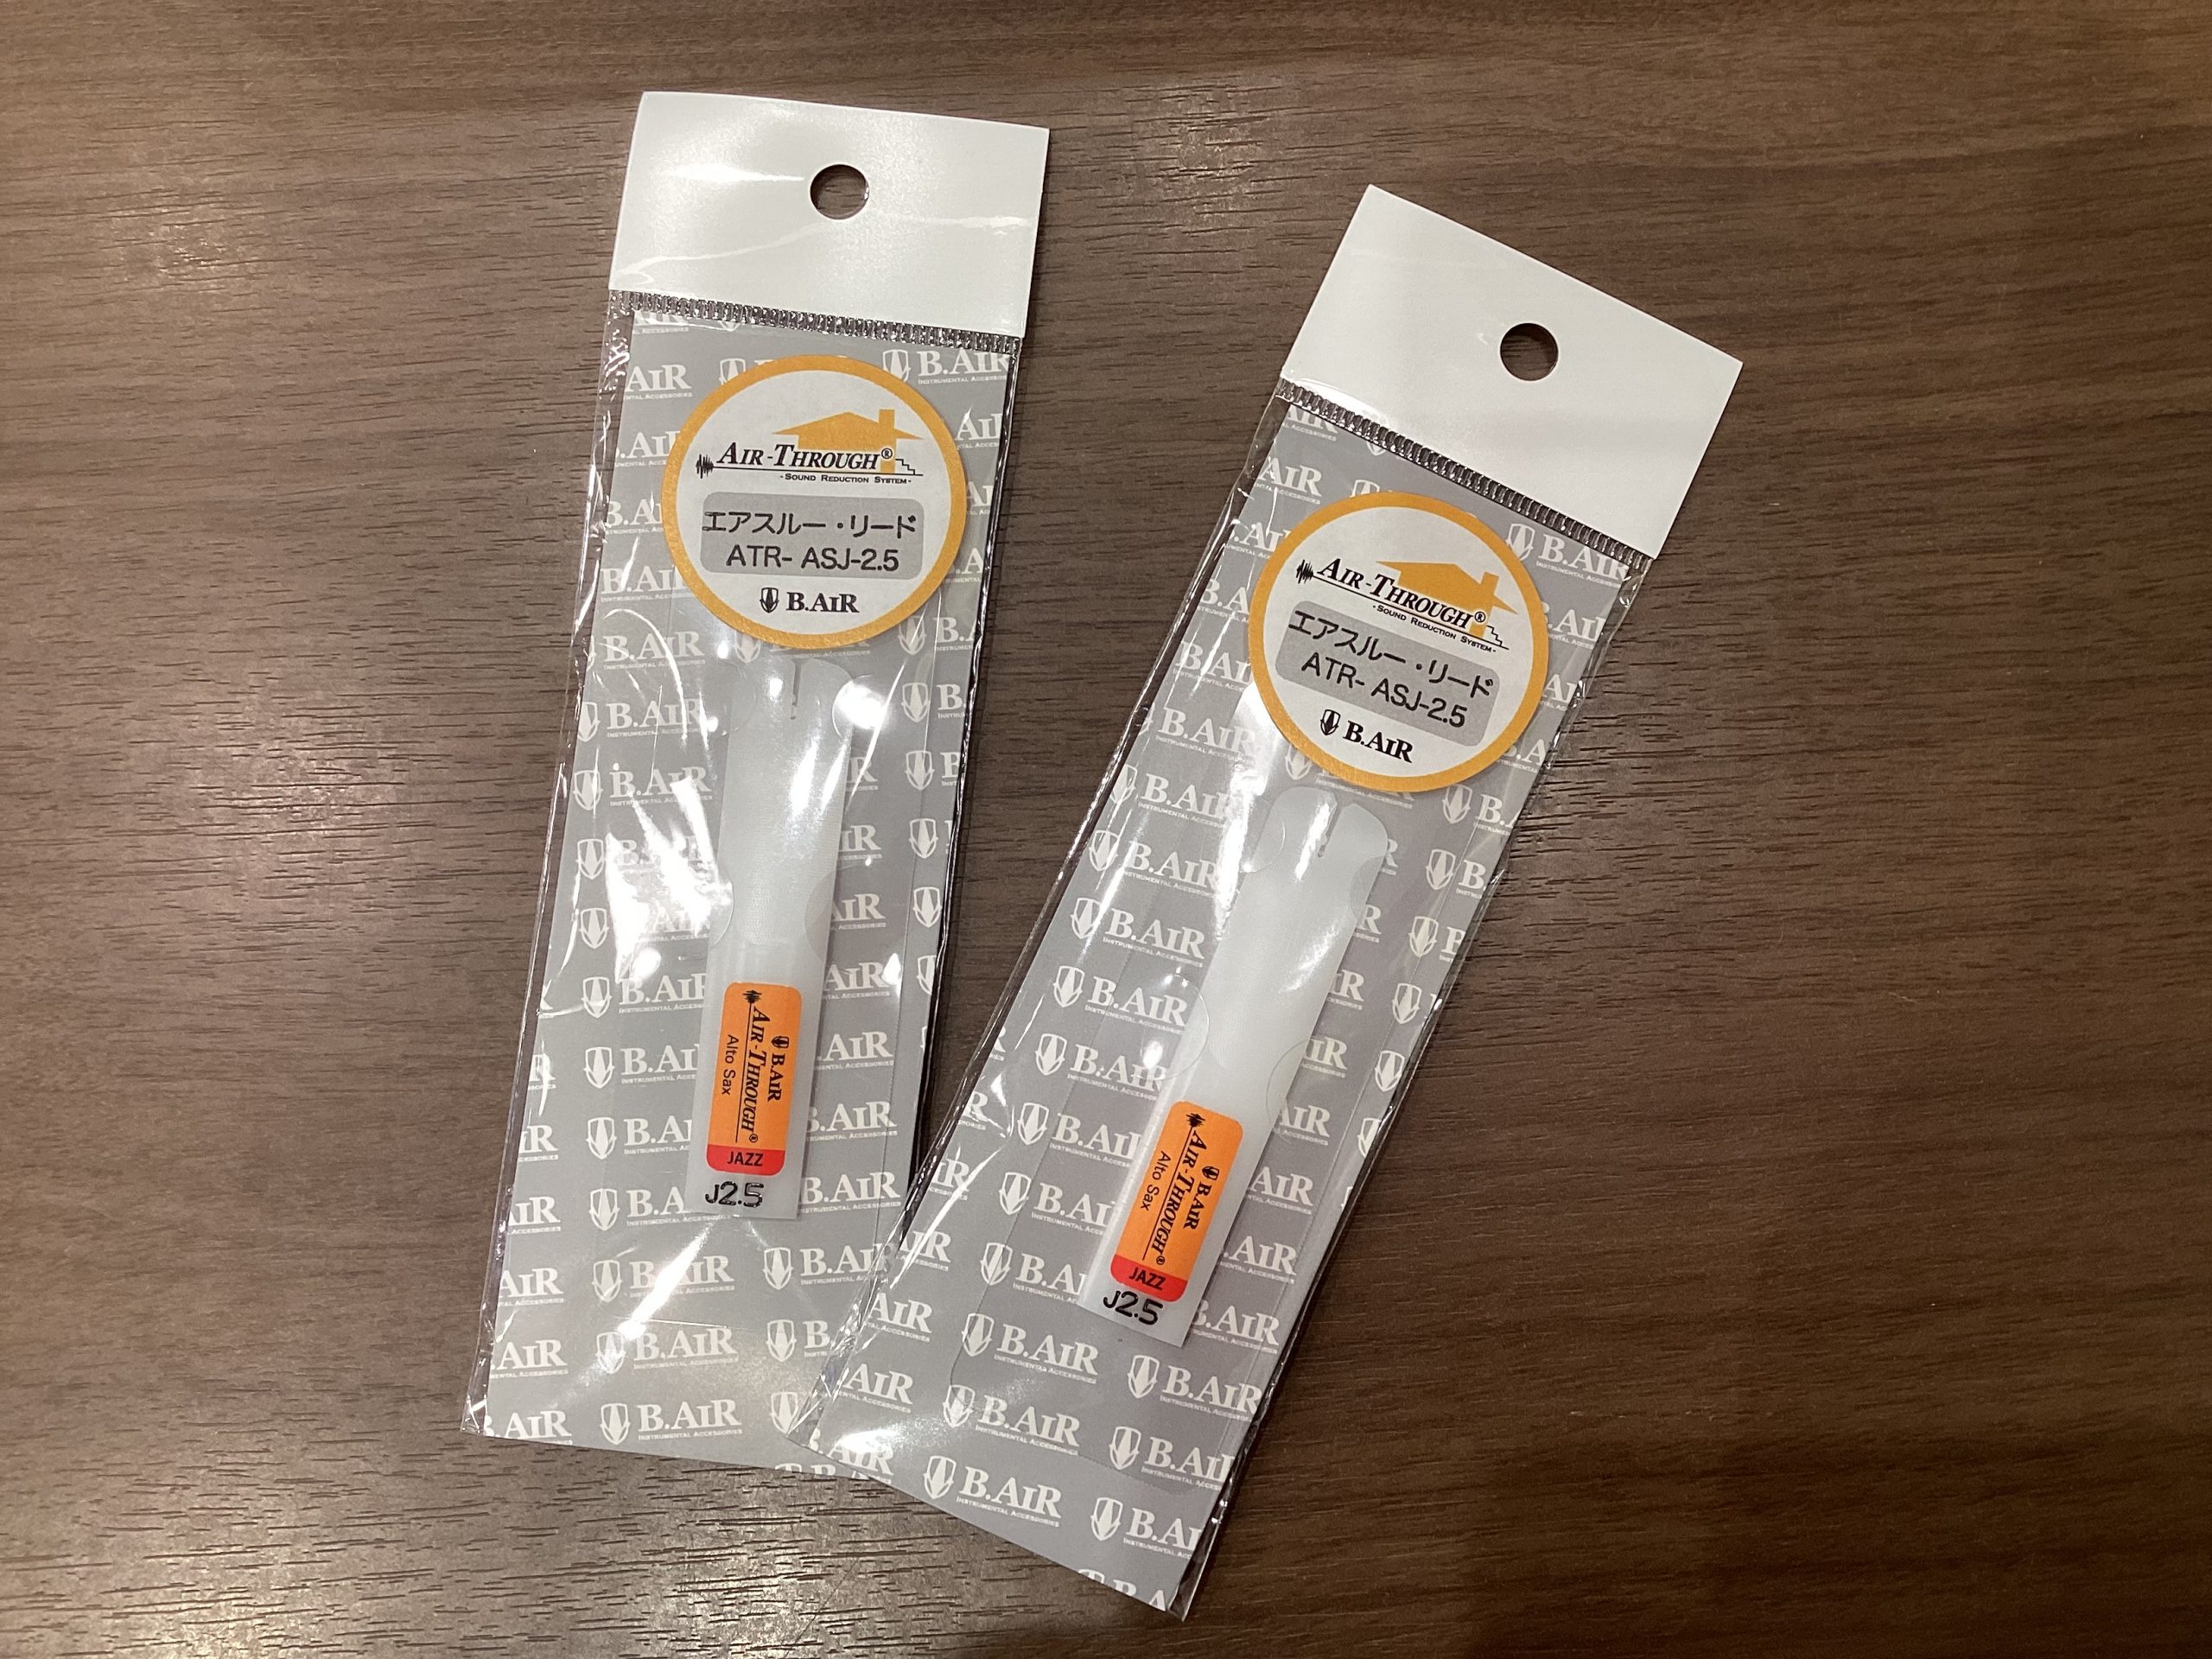 AIR-THROUGH®
-SOUND REDUCTION SYSTEM-
エアスルー・リード
ATR- ASJ-2.5
B.AIR
B.AIR
AIR-THROUGH®
Alto Sax
JAZZ
J2.5
AIR-THROUGH®
-SOUND REDUCTION SYSTEM-
エアスルー・リード
ATR- ASJ-2.5
B.AIR
B.AIR
AIR-THROUGH®
Alto Sax
JAZZ
J2.5
B.AIR
INSTRUMENTAL ACCESSORIES